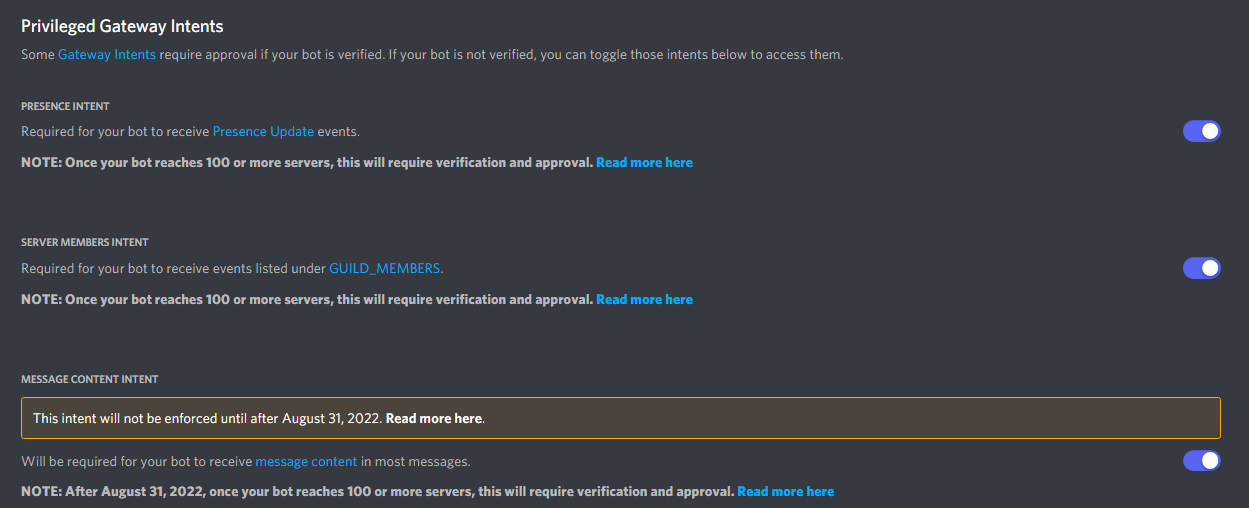 Privileged Gateway Intents
Some Gateway Intents require approval if your bot is verified. If your bot is not verified, you can toggle those intents below to access them.
PRESENCE INTENT
Required for your bot to receive Presence Update events.
NOTE: Once your bot reaches 100 or more servers, this will require verification and approval. Read more here
SERVER MEMBERS INTENT
Required for your bot to receive events listed under GUILD_MEMBERS.
NOTE: Once your bot reaches 100 or more servers, this will require verification and approval. Read more here
MESSAGE CONTENT INTENT
This intent will not be enforced until after August 31, 2022. Read more here.
Will be required for your bot to receive message content in most messages.
NOTE: After August 31, 2022, once your bot reaches 100 or more servers, this will require verification and approval. Read more here